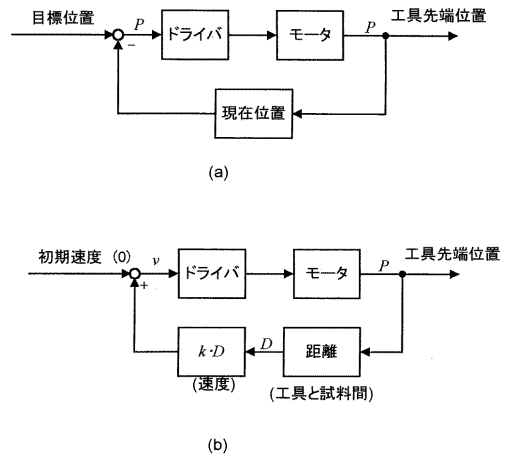 目標位置
P
ドライバ
モータ
P
工具先端位置
−
現在位置
(a)
初期速度 (0)
v
ドライバ
モータ
P
工具先端位置
+
k·D
D
距離
(速度)
(工具と試料間)
(b)